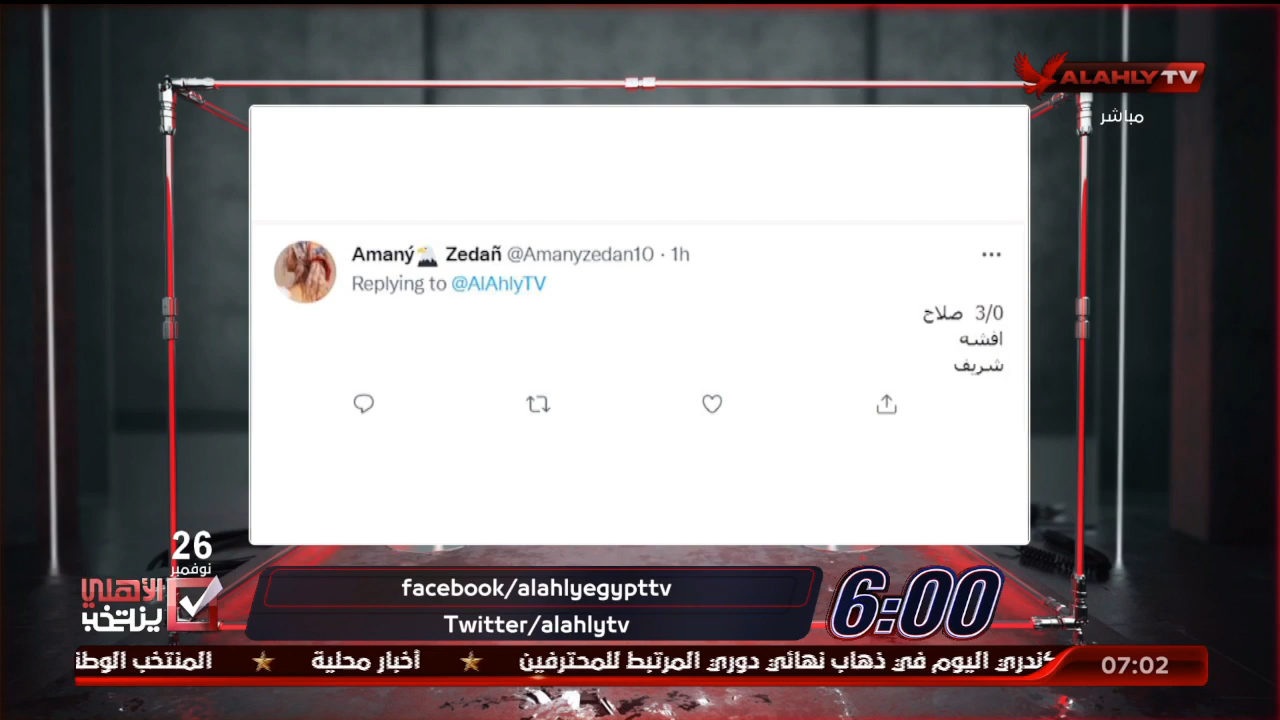 ALAHLY TV
مباشر
Amaný Zedañ @Amanyzedan10 · 1h
Replying to @AlAhlyTV
3/0 صلاح
افشه
شريف
26
نوفمبر
الأهلي
ينتخب
facebook/alahlyegypttv
Twitter/alahlytv
6:00
كندري اليوم في ذهاب نهائي دوري المرتبط للمحترفين ★ أخبار محلية ★ المنتخب
07:02